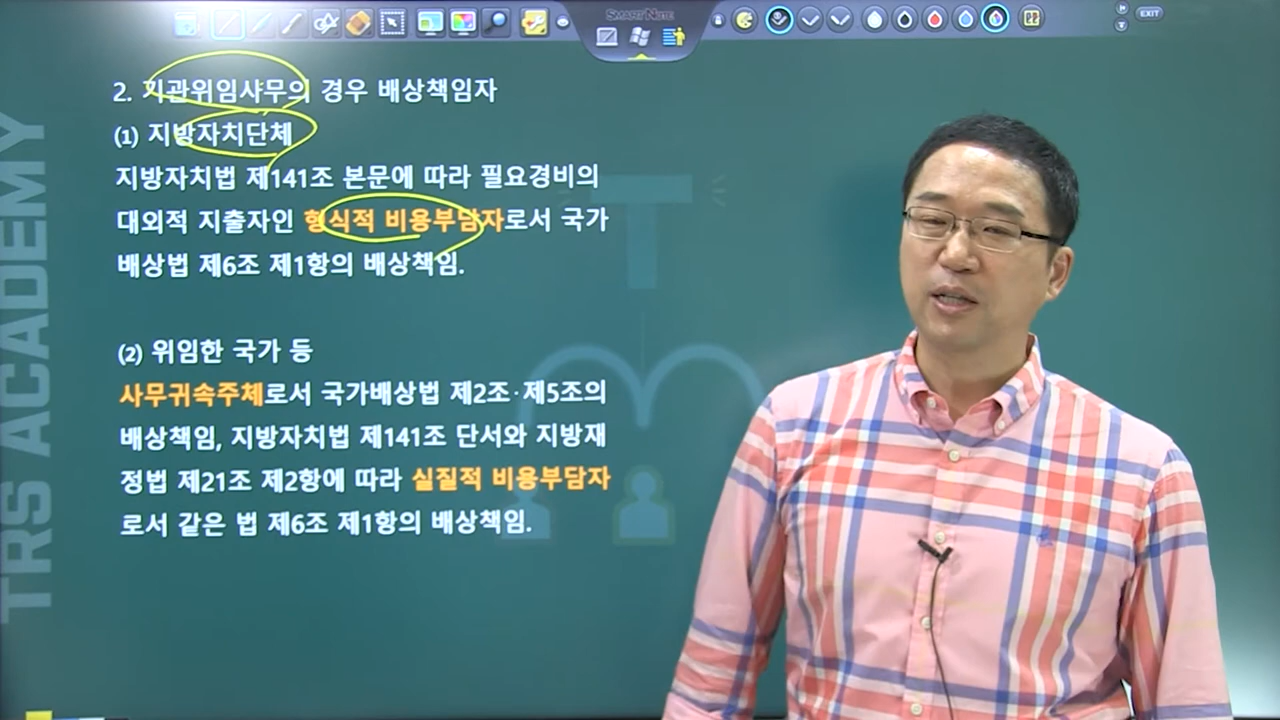 SMARTNOTE
EXIT
2. 기관위임사무의 경우 배상책임자
(1) 지방자치단체
지방자치법 제141조 본문에 따라 필요경비의
대외적 지출자인 형식적 비용부담자로서 국가
배상법 제6조 제1항의 배상책임.
(2) 위임한 국가 등
사무귀속주체로서 국가배상법 제2조·제5조의
배상책임, 지방자치법 제141조 단서와 지방재
정법 제21조 제2항에 따라 실질적 비용부담자
로서 같은 법 제6조 제1항의 배상책임.
TRS ACADEMY